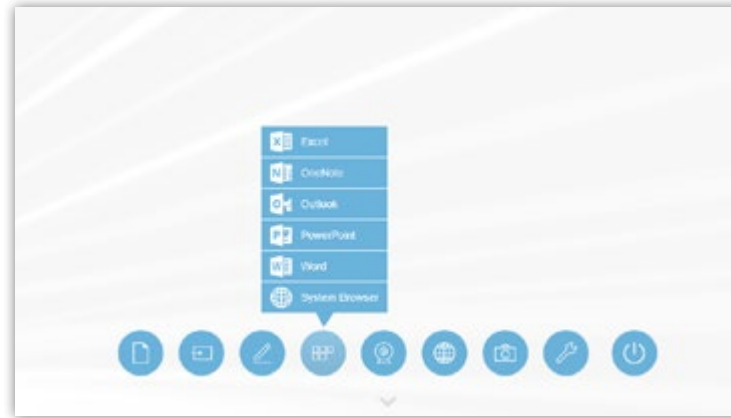 Excel
OneNote
Outlook
PowerPoint
Word
System Browser